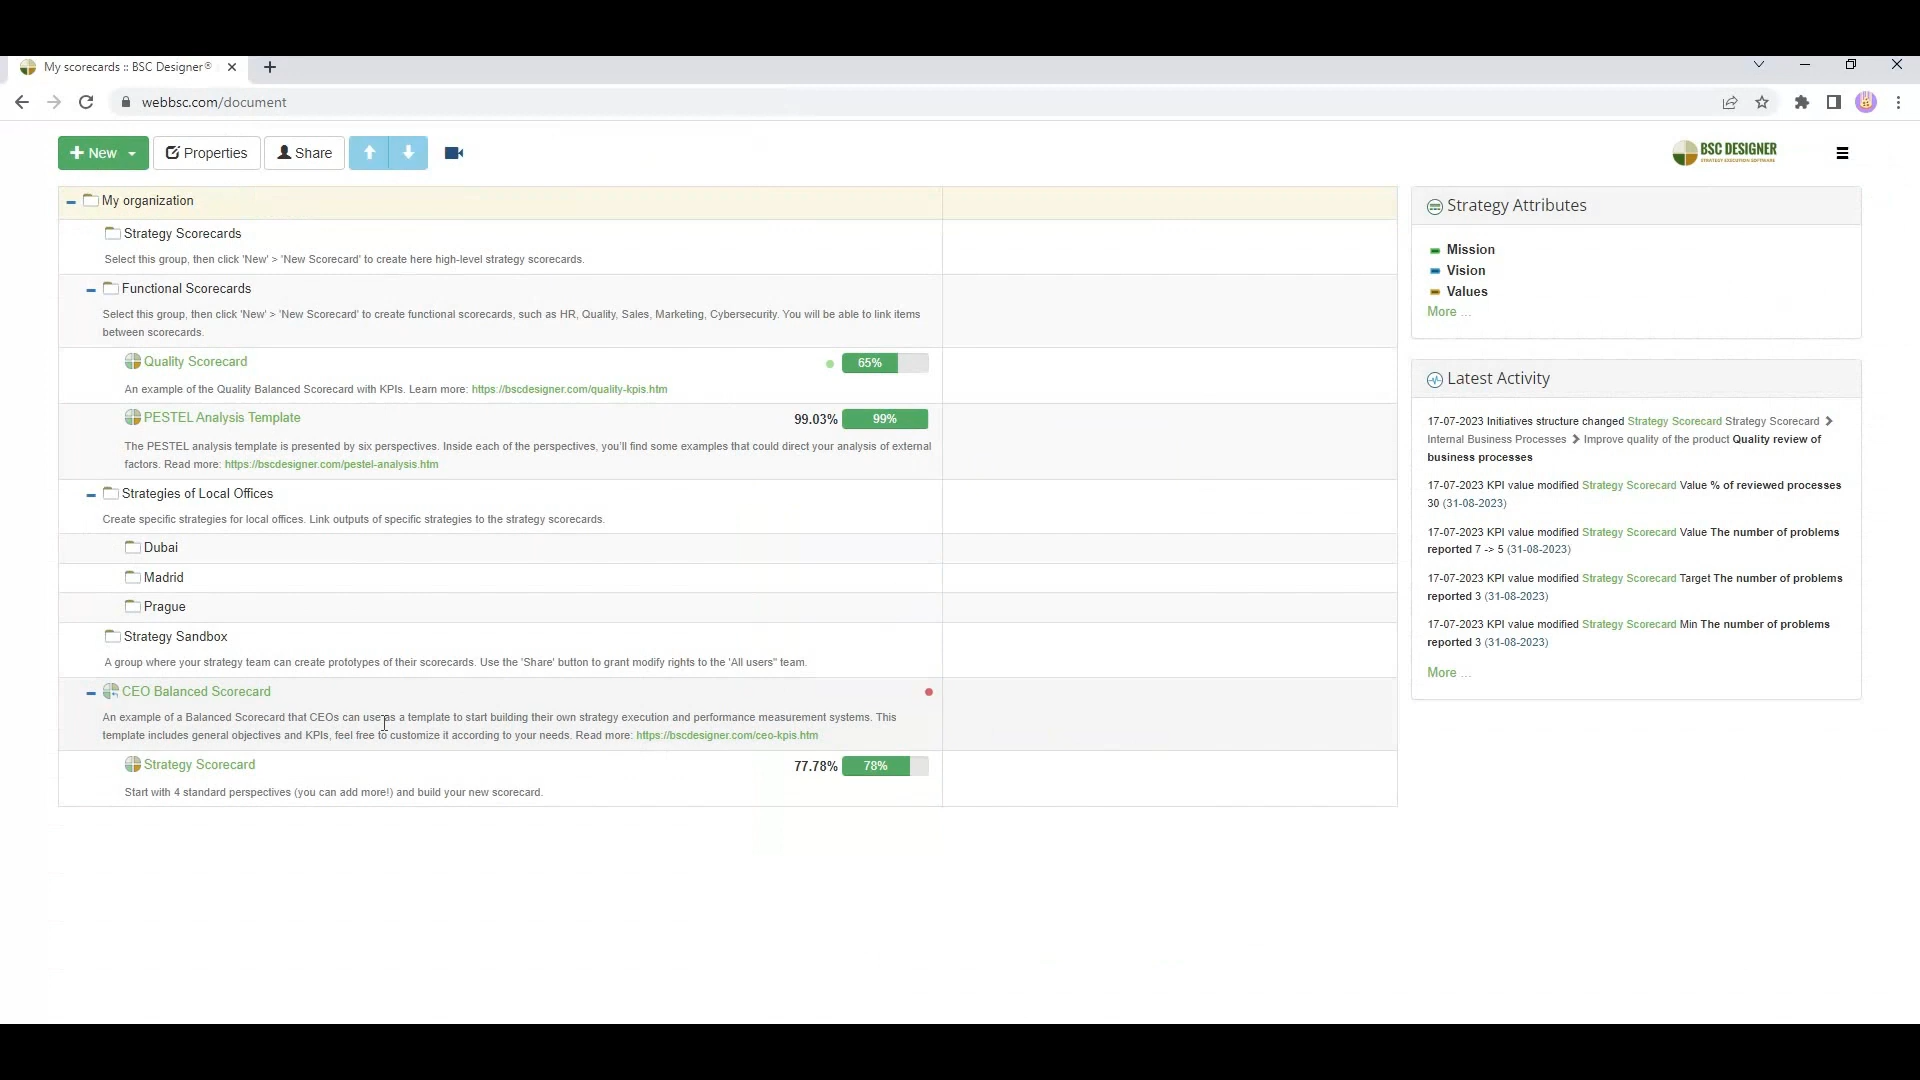 My scorecards :: BSC Designer®
webbsc.com/document
New
Properties
Share
BSC DESIGNER
STRATEGY EXECUTION SOFTWARE
My organization
Strategy Scorecards
Select this group, then click 'New' > 'New Scorecard' to create here high-level strategy scorecards.
Functional Scorecards
Select this group, then click 'New' > 'New Scorecard' to create functional scorecards, such as HR, Quality, Sales, Marketing, Cybersecurity. You will be able to link items
between scorecards.
Quality Scorecard
65%
An example of the Quality Balanced Scorecard with KPIs. Learn more: https://bscdesigner.com/quality-kpis.htm
PESTEL Analysis Template
99.03% 99%
The PESTEL analysis template is presented by six perspectives. Inside each of the perspectives, you'll find some examples that could direct your analysis of external
factors. Read more: https://bscdesigner.com/pestel-analysis.htm
Strategies of Local Offices
Create specific strategies for local offices. Link outputs of specific strategies to the strategy scorecards.
Dubai
Madrid
Prague
Strategy Sandbox
A group where your strategy team can create prototypes of their scorecards. Use the 'Share' button to grant modify rights to the 'All users" team.
CEO Balanced Scorecard
An example of a Balanced Scorecard that CEOs can use as a template to start building their own strategy execution and performance measurement systems. This
template includes general objectives and KPIs, feel free to customize it according to your needs. Read more: https://bscdesigner.com/ceo-kpis.htm
Strategy Scorecard
77.78% 78%
Start with 4 standard perspectives (you can add more!) and build your new scorecard.
Strategy Attributes
Mission
Vision
Values
More ...
Latest Activity
17-07-2023 Initiatives structure changed Strategy Scorecard Strategy Scorecard
Internal Business Processes Improve quality of the product Quality review of
business processes
17-07-2023 KPI value modified Strategy Scorecard Value % of reviewed processes
30 (31-08-2023)
17-07-2023 KPI value modified Strategy Scorecard Value The number of problems
reported 7 -> 5 (31-08-2023)
17-07-2023 KPI value modified Strategy Scorecard Target The number of problems
reported 3 (31-08-2023)
17-07-2023 KPI value modified Strategy Scorecard Min The number of problems
reported 3 (31-08-2023)
More ...